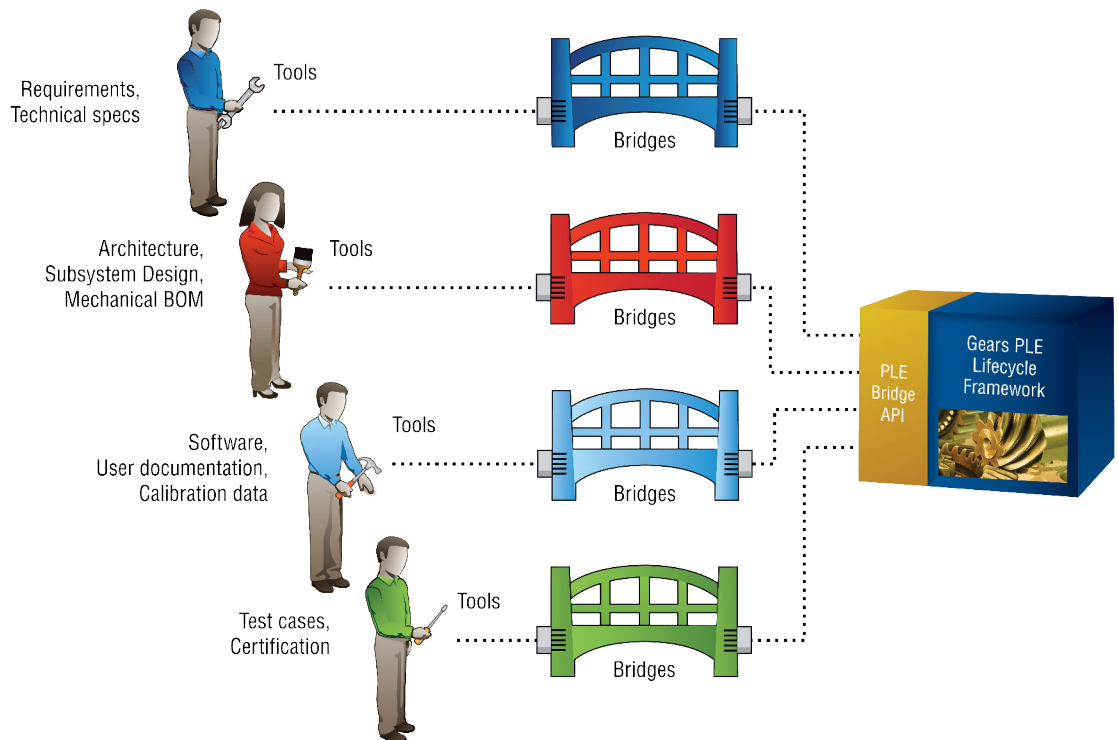 Requirements,
Technical specs
Tools
Bridges
Architecture,
Subsystem Design,
Mechanical BOM
Tools
Bridges
Software,
User documentation,
Calibration data
Tools
Bridges
Test cases,
Certification
Tools
Bridges
PLE
Bridge
API
Gears PLE
Lifecycle
Framework